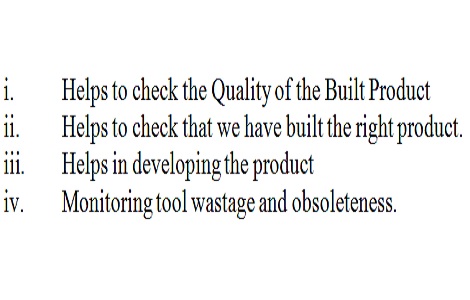 i. Helps to check the Quality of the Built Product
ii. Helps to check that we have built the right product.
iii. Helps in developing the product
iv. Monitoring tool wastage and obsoleteness.